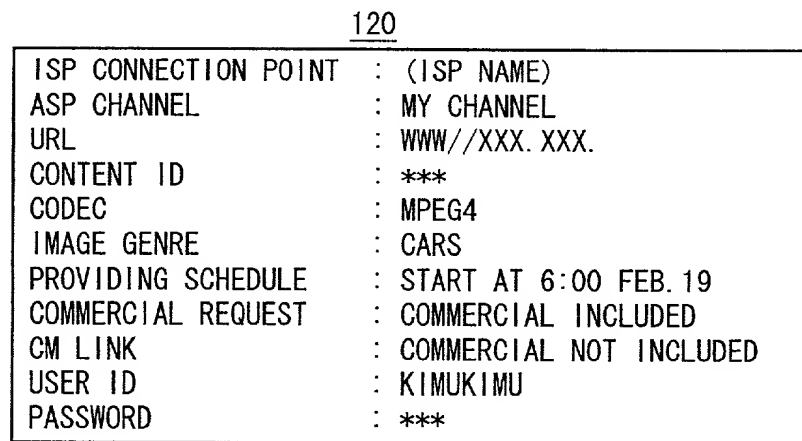 120
ISP CONNECTION POINT : (ISP NAME)
ASP CHANNEL : MY CHANNEL
URL : WWW//XXX.XXX.
CONTENT ID : ***
CODEC : MPEG4
IMAGE GENRE : CARS
PROVIDING SCHEDULE : START AT 6:00 FEB.19
COMMERCIAL REQUEST : COMMERCIAL INCLUDED
CM LINK : COMMERCIAL NOT INCLUDED
USER ID : KIMUKIMU
PASSWORD : ***